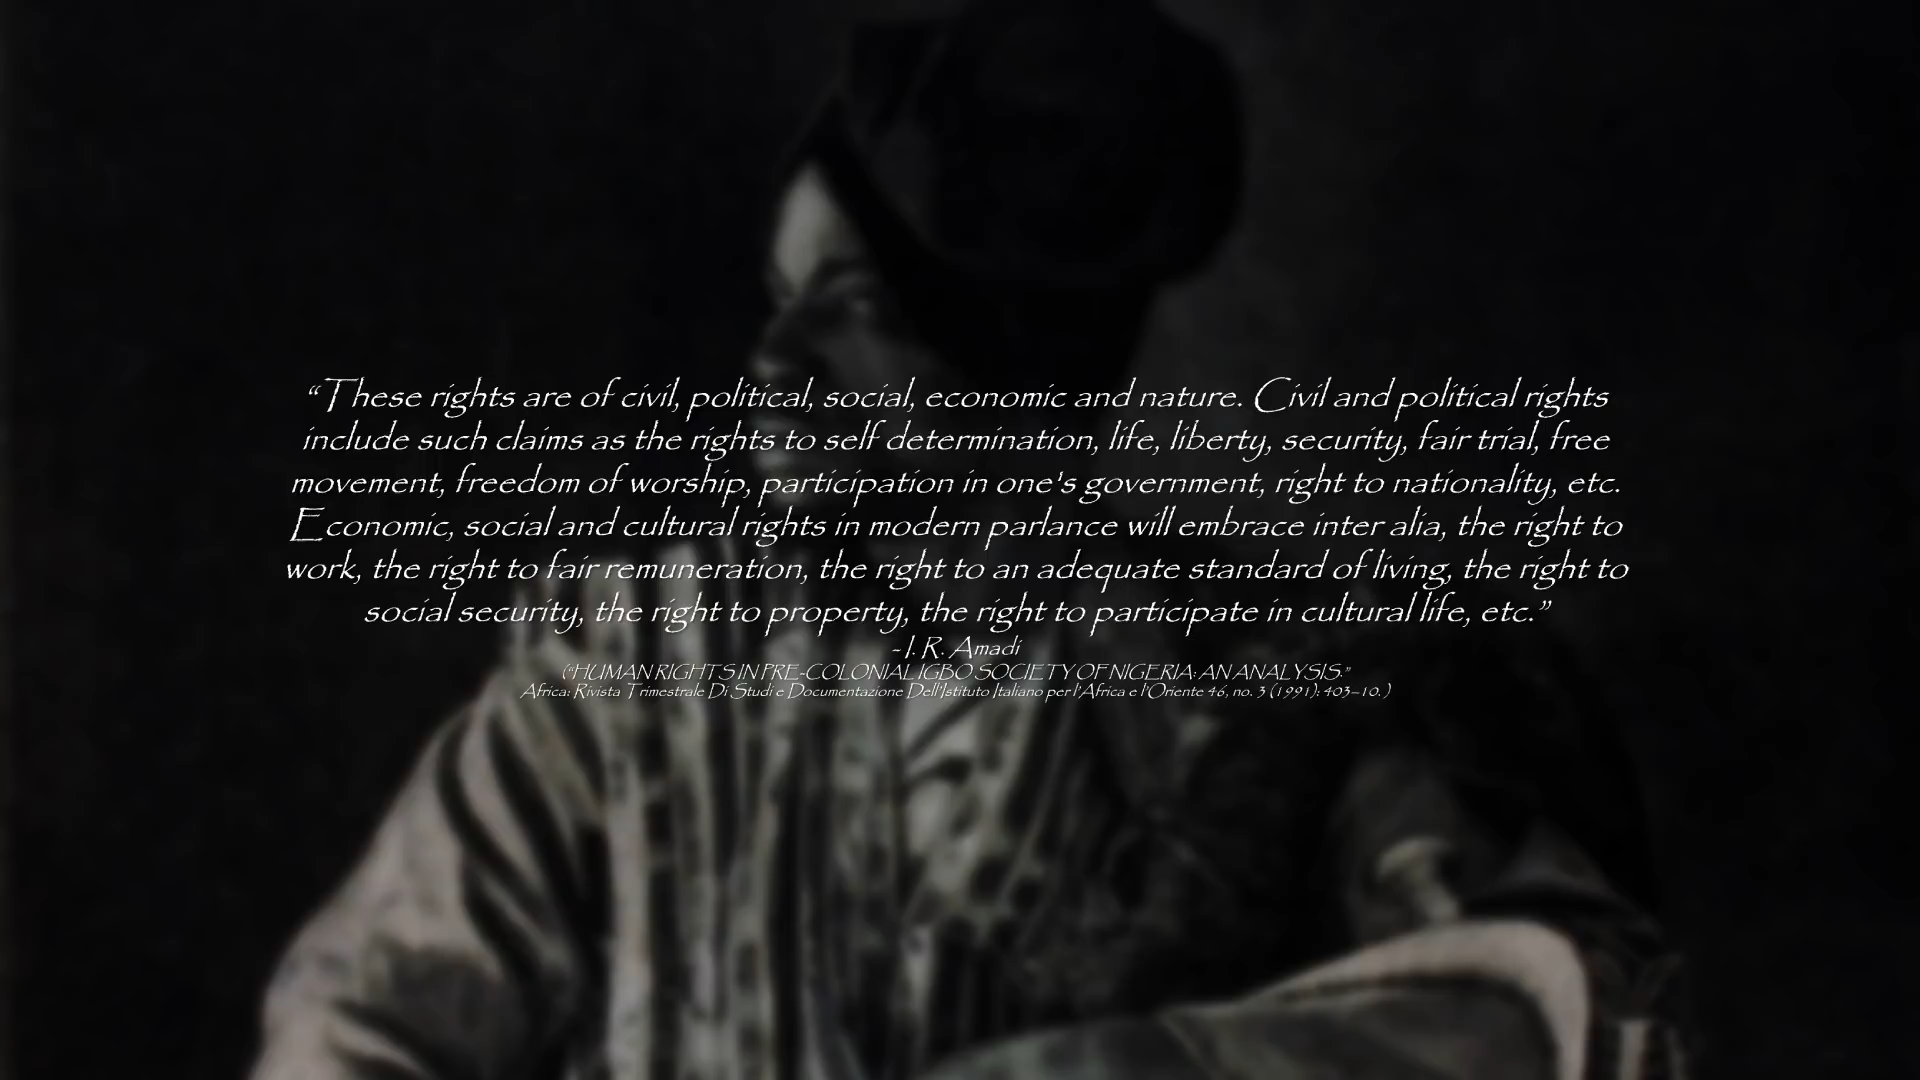 “These rights are of civil, political, social, economic and nature. Civil and political rights
include such claims as the rights to self determination, life, liberty, security, fair trial, free
movement, freedom of worship, participation in one's government, right to nationality, etc.
Economic, social and cultural rights in modern parlance will embrace inter alia, the right to
work, the right to fair remuneration, the right to an adequate standard of living, the right to
social security, the right to property, the right to participate in cultural life, etc.”
- I. R. Amadi
(“HUMAN RIGHTS IN PRE-COLONIAL IGBO SOCIETY OF NIGERIA: AN ANALYSIS.”
Africa: Rivista Trimestrale Di Studi e Documentazione Dell'Istituto Italiano per l'Africa e l'Oriente 46, no. 3 (1991): 403–10. )